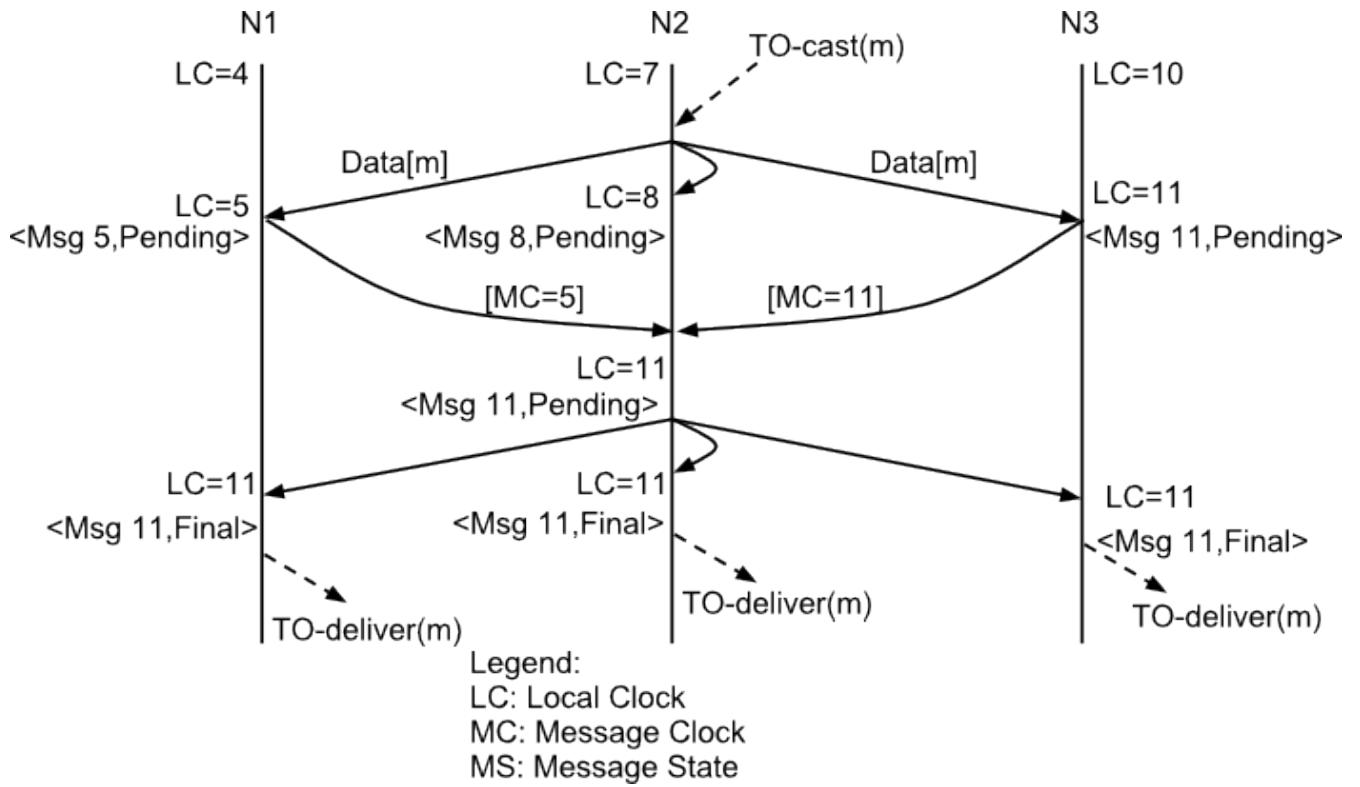 N1
N2
N3
TO-cast(m)
LC=4
LC=7
LC=10
Data[m]
Data[m]
LC=5
LC=8
LC=11
<Msg 5,Pending>
<Msg 8,Pending>
<Msg 11,Pending>
[MC=5]
[MC=11]
LC=11
<Msg 11,Pending>
LC=11
LC=11
LC=11
<Msg 11,Final>
<Msg 11,Final>
<Msg 11,Final>
TO-deliver(m)
TO-deliver(m)
TO-deliver(m)
Legend:
LC: Local Clock
MC: Message Clock
MS: Message State